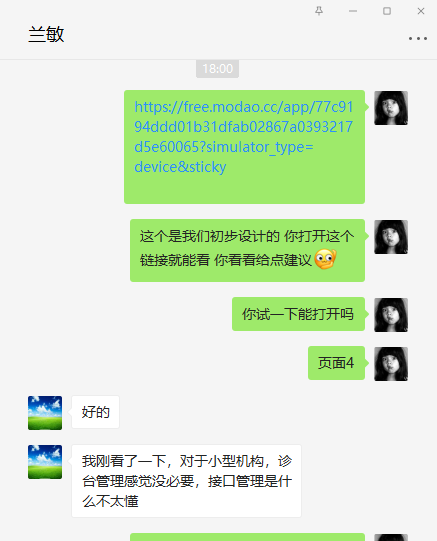 兰敏
18:00
https://free.modao.cc/app/77c91
94ddd01b31dfab02867a0393217
d5e60065?simulator_type=
device&sticky
这个是我们初步设计的 你打开这个
链接就能看 你看看给点建议
你试一下能打开吗
页面4
好的
我刚看了一下，对于小型机构，诊
台管理感觉没必要，接口管理是什
么不太懂